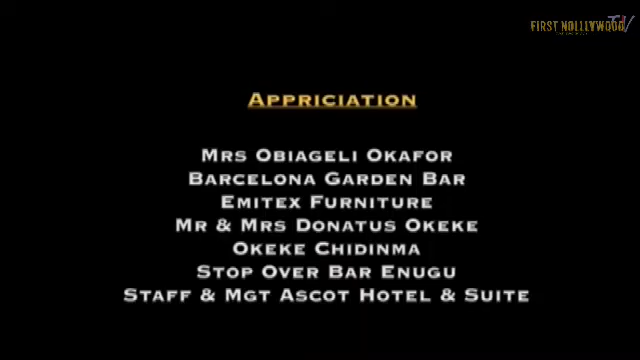 FIRST NOLLYWOOD TV
APPRICIATION
MRS OBIAGELI OKAFOR
BARCELONA GARDEN BAR
EMITEX FURNITURE
MR & MRS DONATUS OKEKE
OKEKE CHIDINMA
STOP OVER BAR ENUGU
STAFF & MGT ASCOT HOTEL & SUITE